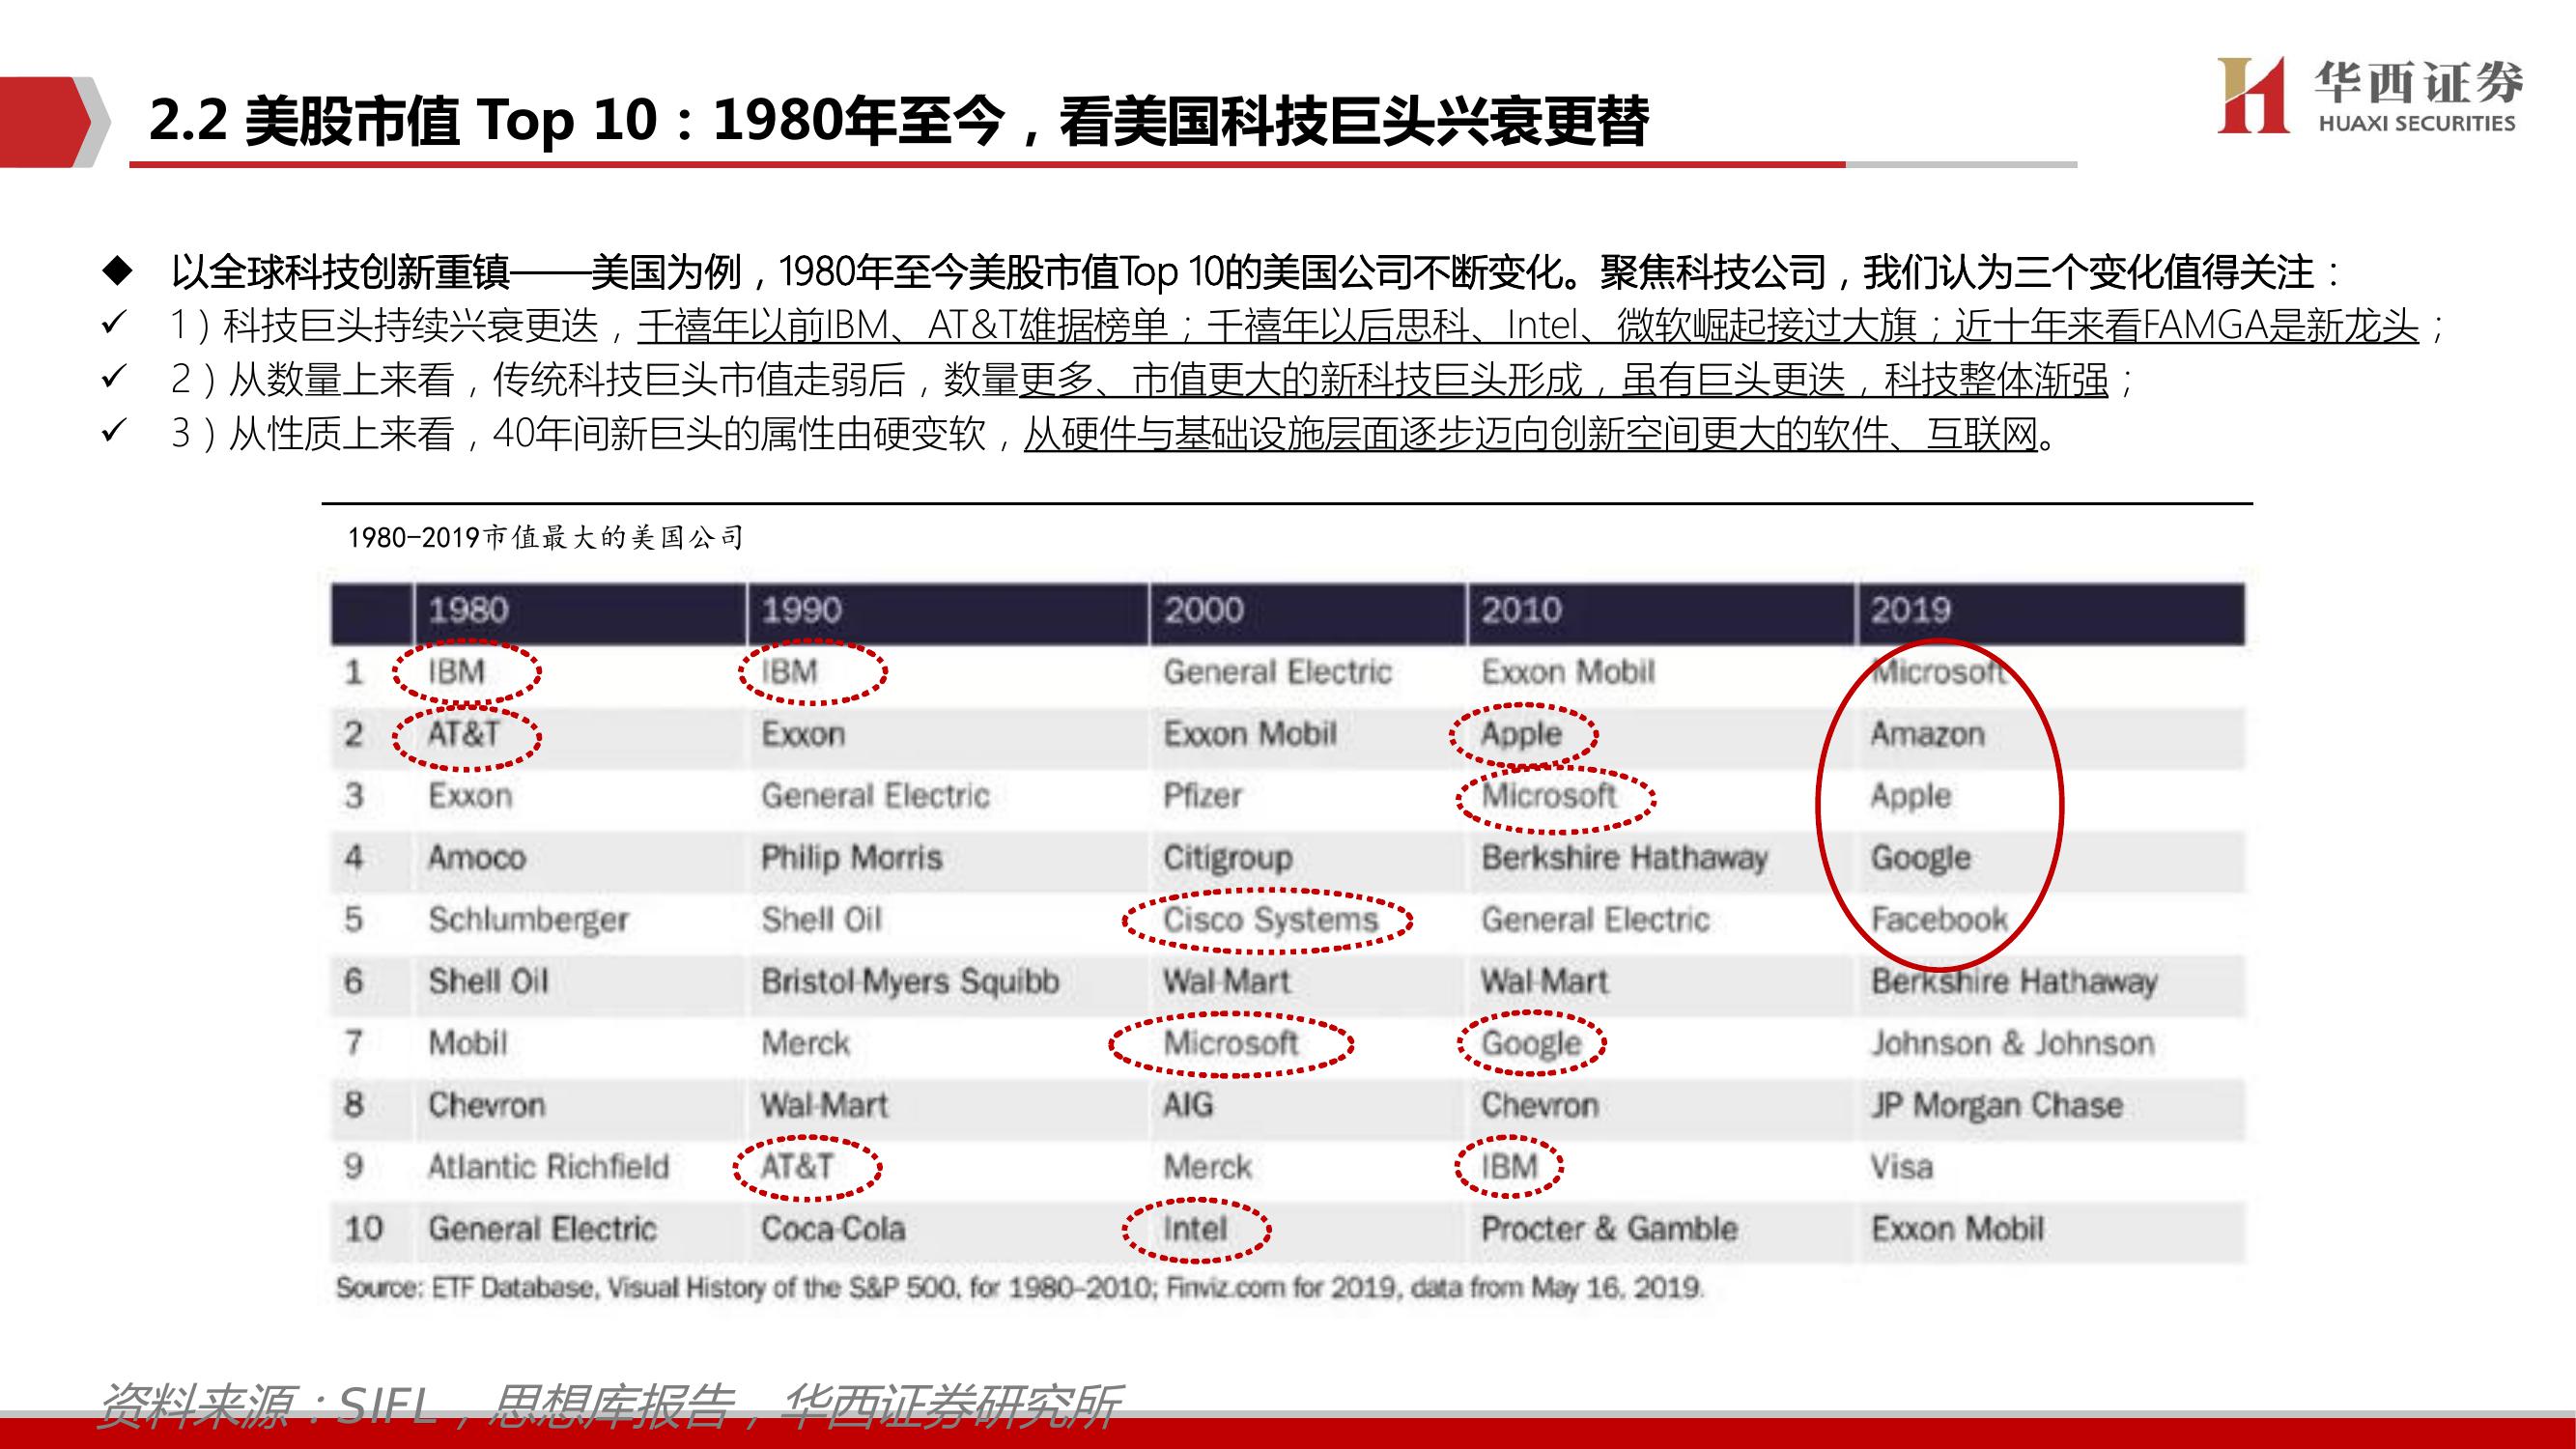 2.2 美股市值 Top 10：1980年至今，看美国科技巨头兴衰更替
华西证券
HUAXI SECURITIES
◆ 以全球科技创新重镇——美国为例，1980年至今美股市值Top 10的美国公司不断变化。聚焦科技公司，我们认为三个变化值得关注：
✓ 1）科技巨头持续兴衰更迭，千禧年以前IBM、AT&T雄据榜单；千禧年以后思科、Intel、微软崛起接过大旗；近十年来看FAMGA是新龙头；
✓ 2）从数量上来看，传统科技巨头市值走弱后，数量更多、市值更大的新科技巨头形成，虽有巨头更迭，科技整体渐强；
✓ 3）从性质上来看，40年间新巨头的属性由硬变软，从硬件与基础设施层面逐步迈向创新空间更大的软件、互联网。
1980-2019市值最大的美国公司
1980 1990 2000 2010 2019
1 IBM IBM General Electric Exxon Mobil Microsoft
2 AT&T Exxon Exxon Mobil Apple Amazon
3 Exxon General Electric Pfizer Microsoft Apple
4 Amoco Philip Morris Citigroup Berkshire Hathaway Google
5 Schlumberger Shell Oil Cisco Systems General Electric Facebook
6 Shell Oil Bristol-Myers Squibb Wal-Mart Wal-Mart Berkshire Hathaway
7 Mobil Merck Microsoft Google Johnson & Johnson
8 Chevron Wal-Mart AIG Chevron JP Morgan Chase
9 Atlantic Richfield AT&T Merck IBM Visa
10 General Electric Coca-Cola Intel Procter & Gamble Exxon Mobil
Source: ETF Database, Visual History of the S&P 500, for 1980–2010; Finviz.com for 2019, data from May 16, 2019.
资料来源：SIFL，思想库报告，华西证券研究所